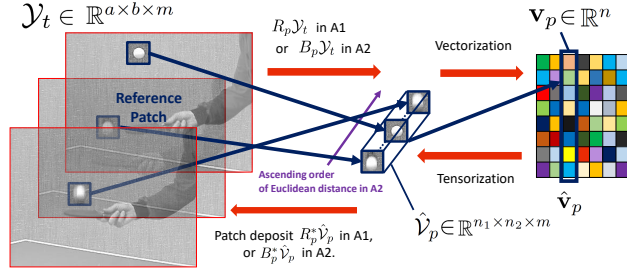 𝒴_t ∈ ℝ^{a×b×m}
R_p𝒴_t in A1
or B_p𝒴_t in A2
Vectorization
v_p ∈ ℝ^n
Reference
Patch
Ascending order
of Euclidean distance in A2
Tensorization
v̂_p
𝒱̂_p ∈ ℝ^{n_1×n_2×m}
Patch deposit R_p^*𝒱̂_p in A1,
or B_p^*𝒱̂_p in A2.